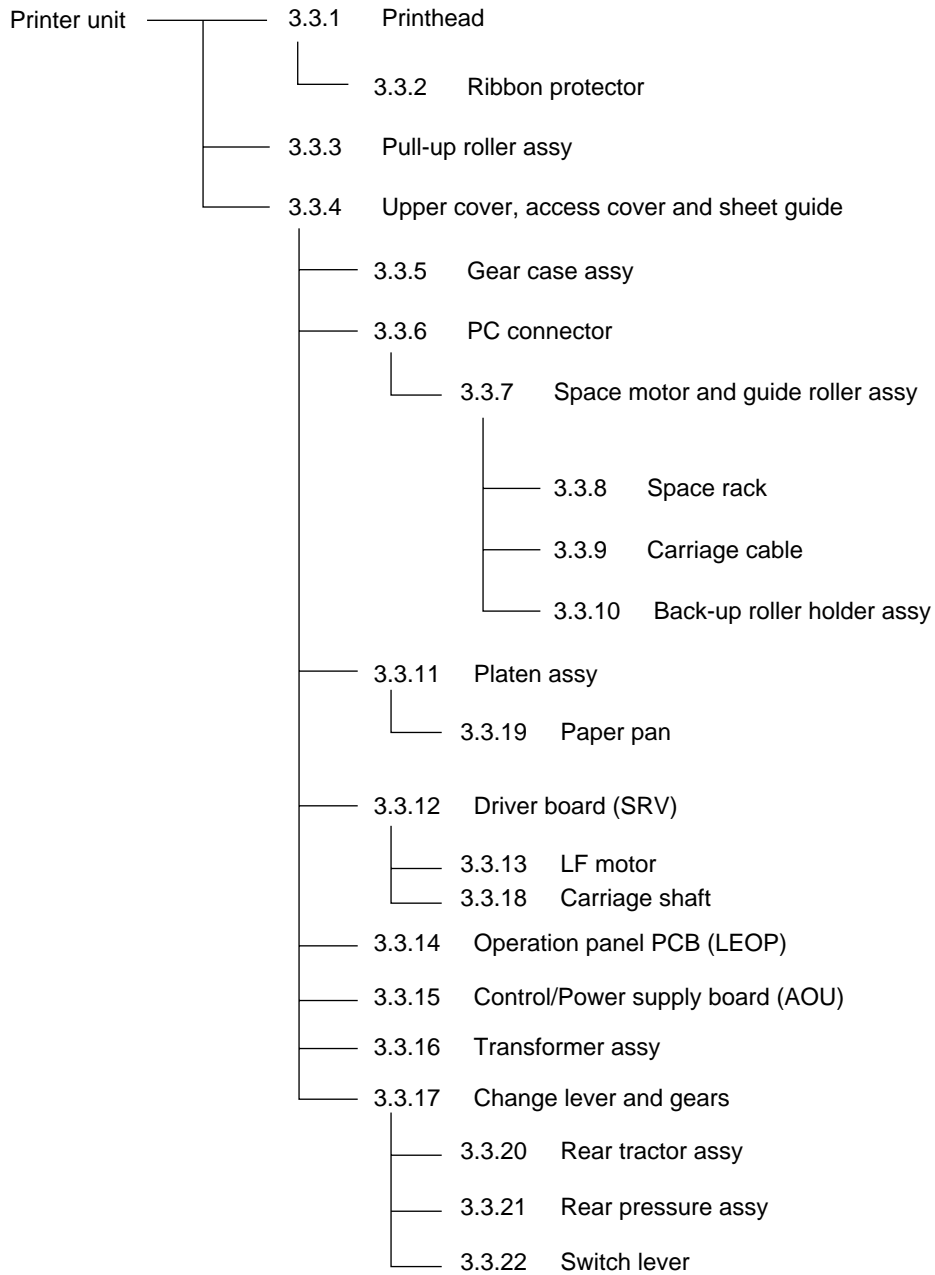 Printer unit 3.3.1 Printhead
3.3.2 Ribbon protector
3.3.3 Pull-up roller assy
3.3.4 Upper cover, access cover and sheet guide
3.3.5 Gear case assy
3.3.6 PC connector
3.3.7 Space motor and guide roller assy
3.3.8 Space rack
3.3.9 Carriage cable
3.3.10 Back-up roller holder assy
3.3.11 Platen assy
3.3.19 Paper pan
3.3.12 Driver board (SRV)
3.3.13 LF motor
3.3.18 Carriage shaft
3.3.14 Operation panel PCB (LEOP)
3.3.15 Control/Power supply board (AOU)
3.3.16 Transformer assy
3.3.17 Change lever and gears
3.3.20 Rear tractor assy
3.3.21 Rear pressure assy
3.3.22 Switch lever